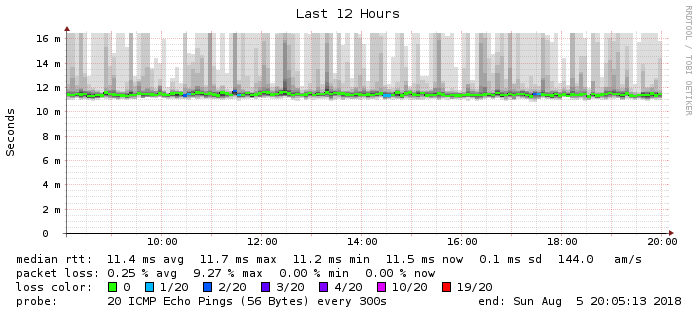 Last 12 Hours
RRDTOOL / TOBI OETIKER
Seconds
16 m
14 m
12 m
10 m
8 m
6 m
4 m
2 m
0
10:00 12:00 14:00 16:00 18:00 20:00
median rtt: 11.4 ms avg 11.7 ms max 11.2 ms min 11.5 ms now 0.1 ms sd 144.0 am/s
packet loss: 0.25 % avg 9.27 % max 0.00 % min 0.00 % now
loss color: 0 1/20 2/20 3/20 4/20 10/20 19/20
probe: 20 ICMP Echo Pings (56 Bytes) every 300s end: Sun Aug 5 20:05:13 2018